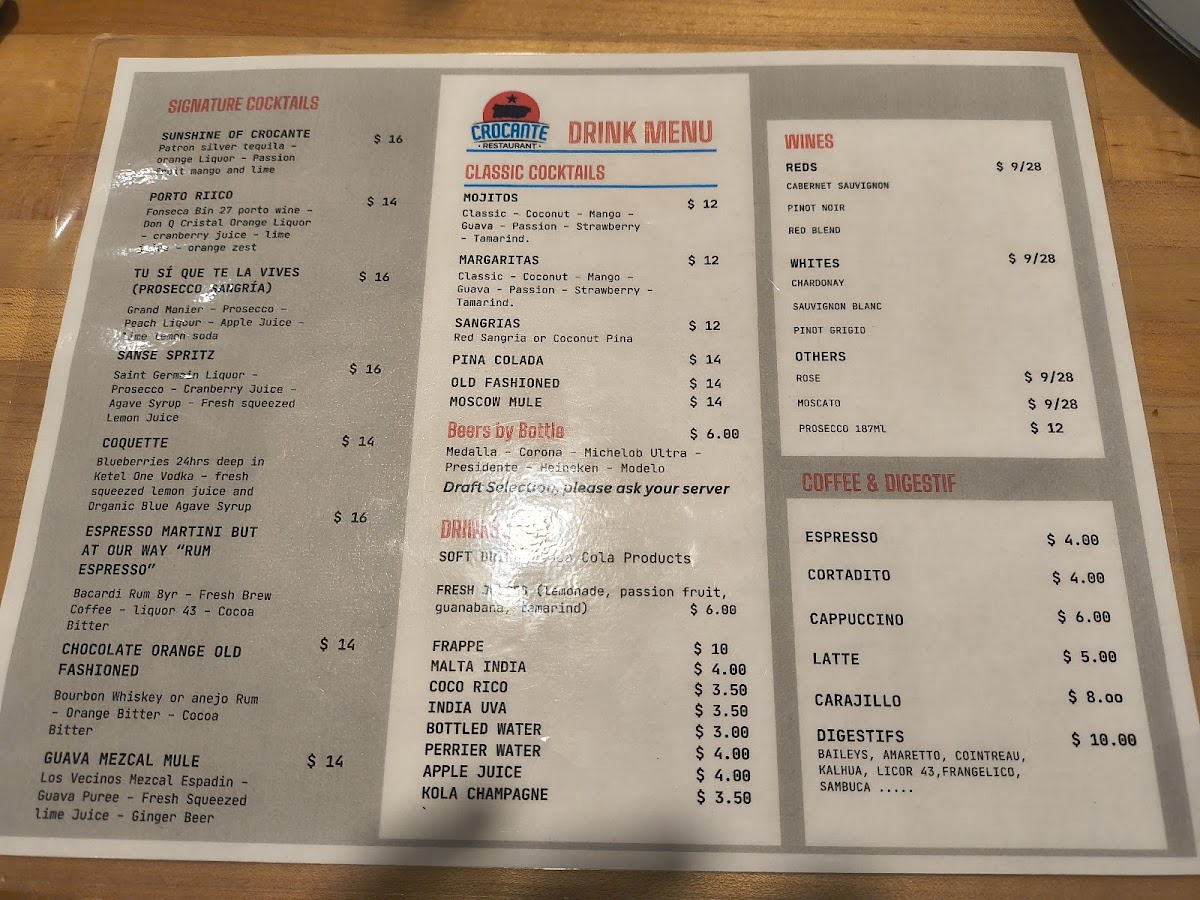 SIGNATURE COCKTAILS
SUNSHINE OF CROCANTE $ 16
Patron silver tequila -
orange Liquor - Passion
fruit mango and lime
PORTO RIICO $ 14
Fonseca Bin 27 porto wine -
Don Q Cristal Orange Liquor
- cranberry juice - lime
- orange zest
TU SÍ QUE TE LA VIVES $ 16
(PROSECCO SANGRÍA)
Grand Manier - Prosecco -
Peach Liqour - Apple Juice -
lime lemon soda
SANSE SPRITZ $ 16
Saint Germain Liquor -
Prosecco - Cranberry Juice -
Agave Syrup - Fresh squeezed
Lemon Juice
COQUETTE $ 14
Blueberries 24hrs deep in
Ketel One Vodka - fresh
squeezed lemon juice and
Organic Blue Agave Syrup
ESPRESSO MARTINI BUT $ 16
AT OUR WAY “RUM
ESPRESSO”
Bacardi Rum 8yr - Fresh Brew
Coffee - liquor 43 - Cocoa
Bitter
CHOCOLATE ORANGE OLD $ 14
FASHIONED
Bourbon Whiskey or anejo Rum
- Orange Bitter - Cocoa
Bitter
GUAVA MEZCAL MULE $ 14
Los Vecinos Mezcal Espadin -
Guava Puree - Fresh Squeezed
lime Juice - Ginger Beer
CROCANTE
• RESTAURANT •
DRINK MENU
CLASSIC COCKTAILS
MOJITOS $ 12
Classic - Coconut - Mango -
Guava - Passion - Strawberry
- Tamarind.
MARGARITAS $ 12
Classic - Coconut - Mango -
Guava - Passion - Strawberry -
Tamarind.
SANGRIAS $ 12
Red Sangria or Coconut Pina
PINA COLADA $ 14
OLD FASHIONED $ 14
MOSCOW MULE $ 14
Beers by Bottle $ 6.00
Medalla - Corona - Michelob Ultra -
Presidente - Heineken - Modelo
Draft Selection, please ask your server
DRINKS
SOFT Cola Products
FRESH JUICES (Lemonade, passion fruit,
guanabana, tamarind) $ 6.00
FRAPPE $ 10
MALTA INDIA $ 4.00
COCO RICO $ 3.50
INDIA UVA $ 3.50
BOTTLED WATER $ 3.00
PERRIER WATER $ 4.00
APPLE JUICE $ 4.00
KOLA CHAMPAGNE $ 3.50
WINES
REDS $ 9/28
CABERNET SAUVIGNON
PINOT NOIR
RED BLEND
WHITES $ 9/28
CHARDONAY
SAUVIGNON BLANC
PINOT GRIGIO
OTHERS
ROSE $ 9/28
MOSCATO $ 9/28
PROSECCO 187Ml $ 12
COFFEE & DIGESTIF
ESPRESSO $ 4.00
CORTADITO $ 4.00
CAPPUCCINO $ 6.00
LATTE $ 5.00
CARAJILLO $ 8.oo
DIGESTIFS $ 10.00
BAILEYS, AMARETTO, COINTREAU,
KALHUA, LICOR 43,FRANGELICO,
SAMBUCA .....